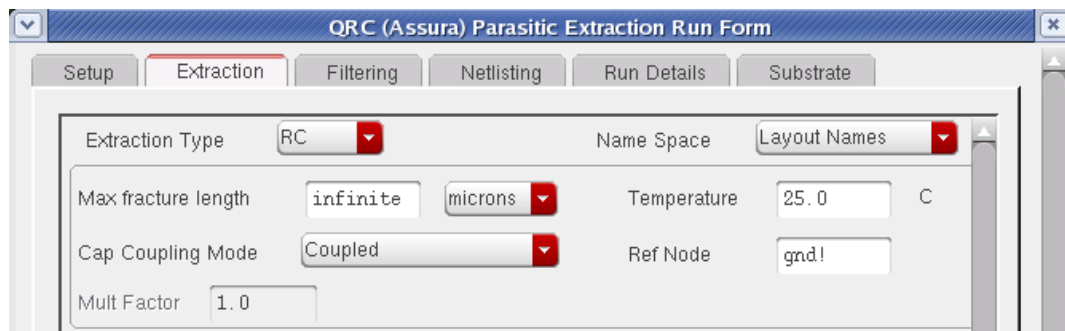 QRC (Assura) Parasitic Extraction Run Form
Setup Extraction Filtering Netlisting Run Details Substrate
Extraction Type RC Name Space Layout Names
Max fracture length infinite microns Temperature 25.0 C
Cap Coupling Mode Coupled Ref Node gnd!
Mult Factor 1.0